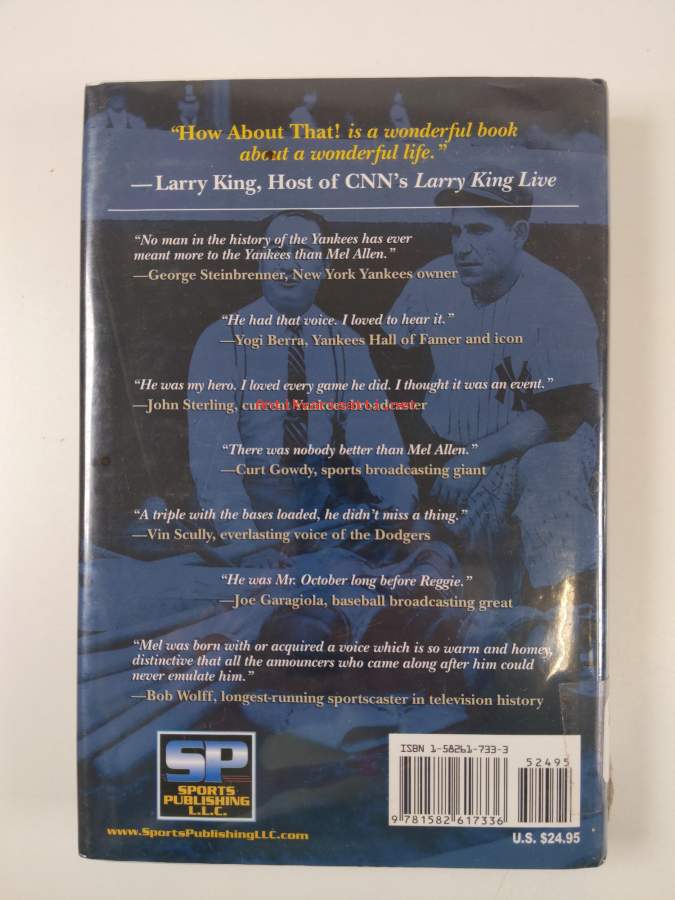 “How About That! is a wonderful book
about a wonderful life.”
—Larry King, Host of CNN’s Larry King Live
“No man in the history of the Yankees has ever
meant more to the Yankees than Mel Allen.”
—George Steinbrenner, New York Yankees owner
“He had that voice. I loved to hear it.”
—Yogi Berra, Yankees Hall of Famer and icon
“He was my hero. I loved every game he did. I thought it was an event.”
—John Sterling, current Yankees broadcaster
“There was nobody better than Mel Allen.”
—Curt Gowdy, sports broadcasting giant
“A triple with the bases loaded, he didn’t miss a thing.”
—Vin Scully, everlasting voice of the Dodgers
“He was Mr. October long before Reggie.”
—Joe Garagiola, baseball broadcasting great
“Mel was born with or acquired a voice which is so warm and homey,
distinctive that all the announcers who came along after him could
never emulate him.”
—Bob Wolff, longest-running sportscaster in television history
SP
SPORTS
PUBLISHING
L.L.C.
www.SportsPublishingLLC.com
ISBN 1-58261-733-3
52495
9 781582 617336
U.S. $24.95